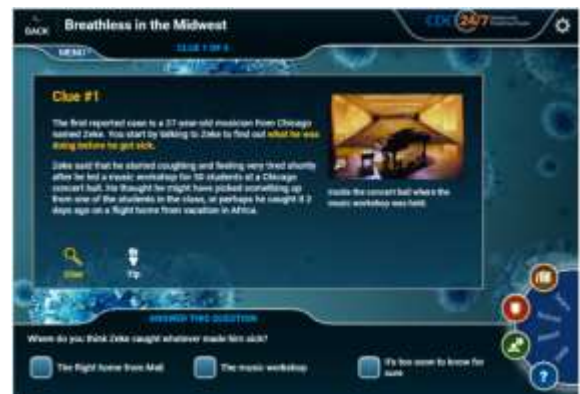 BACK
Breathless in the Midwest
CDC 24/7
MENU
CLUE 1 OF
Clue #1
The first reported case is a 37-year-old musician from Chicago
named Zeke. You start by talking to Zeke to find out what he was
doing before he got sick.
Zeke said that he started coughing and feeling very tired shortly
after he led a music workshop for 50 students at a Chicago
concert hall. He thought he might have picked something up
from one of the students in the class, or perhaps he caught it 2
days ago on a flight home from vacation in Africa.
Inside the concert hall where the
music workshop was held.
Clue
Tip
ANSWER THIS QUESTION
Where do you think Zeke caught whatever made him sick?
The flight home from Mali
The music workshop
It's too soon to know for
sure
?